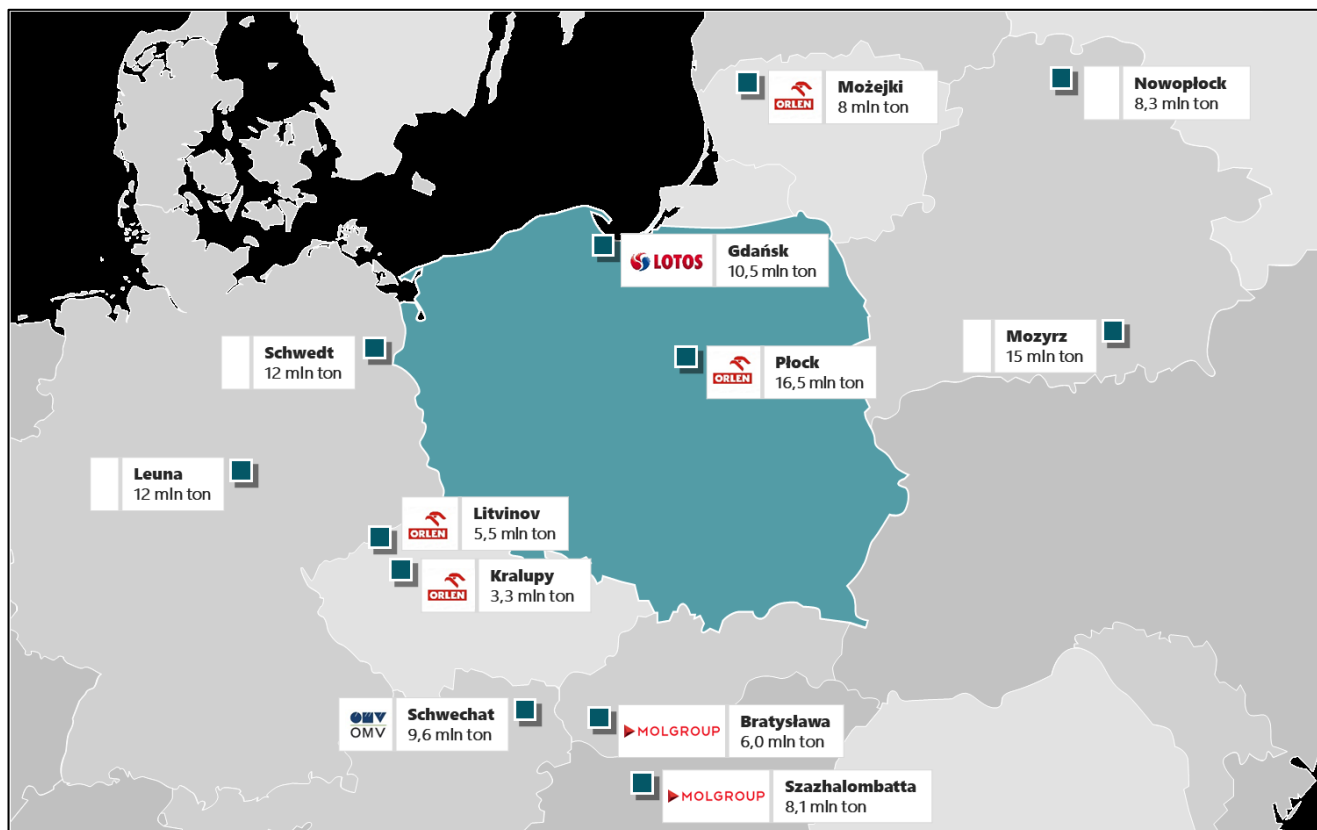 ORLEN
Możejki
8 mln ton
Nowopłock
8,3 mln ton
LOTOS
Gdańsk
10,5 mln ton
Schwedt
12 mln ton
ORLEN
Płock
16,5 mln ton
Mozyrz
15 mln ton
Leuna
12 mln ton
ORLEN
Litvinov
5,5 mln ton
ORLEN
Kralupy
3,3 mln ton
OMV
OMV
Schwechat
9,6 mln ton
MOLGROUP
Bratysława
6,0 mln ton
MOLGROUP
Szazhalombatta
8,1 mln ton